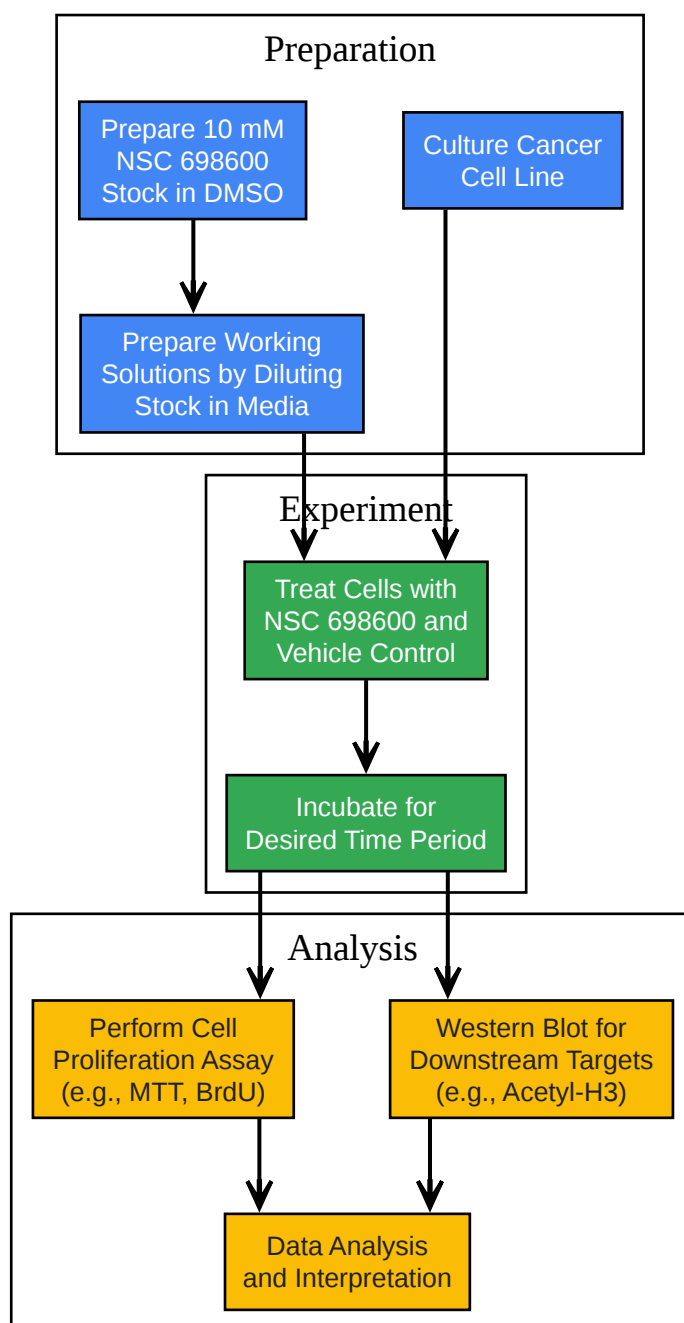 Preparation
Prepare 10 mM
NSC 698600
Stock in DMSO
Culture Cancer
Cell Line
Prepare Working
Solutions by Diluting
Stock in Media
Experiment
Treat Cells with
NSC 698600 and
Vehicle Control
Incubate for
Desired Time Period
Analysis
Perform Cell
Proliferation Assay
(e.g., MTT, BrdU)
Western Blot for
Downstream Targets
(e.g., Acetyl-H3)
Data Analysis
and Interpretation